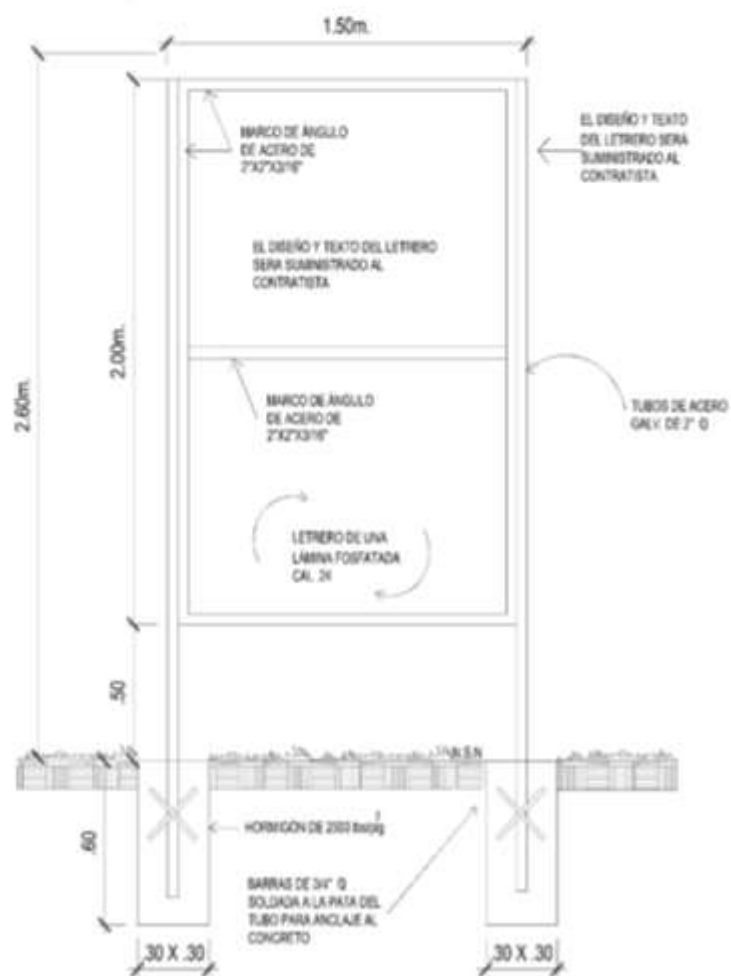 1.50m.
MARCO DE ÁNGULO
DE ACERO DE
2"X2"X3/16"
EL DISEÑO Y TEXTO
DEL LETRERO SERA
SUMINISTRADO AL
CONTRATISTA
EL DISEÑO Y TEXTO DEL LETRERO
SERA SUMINISTRADO AL
CONTRATISTA
2.00m.
2.60m.
MARCO DE ÁNGULO
DE ACERO DE
2"X2"X3/16"
TUBOS DE ACERO
GALV. DE 2" Ø
LETRERO DE UNA
LÁMINA FOSFATADA
CAL. 24
.50
N.S.N
.60
HORMIGÓN DE
BARRAS DE 3/4" Ø
SOLDADA A LA PATA DEL
TUBO PARA ANCLAJE AL
CONCRETO
.30 X .30
.30 X .30